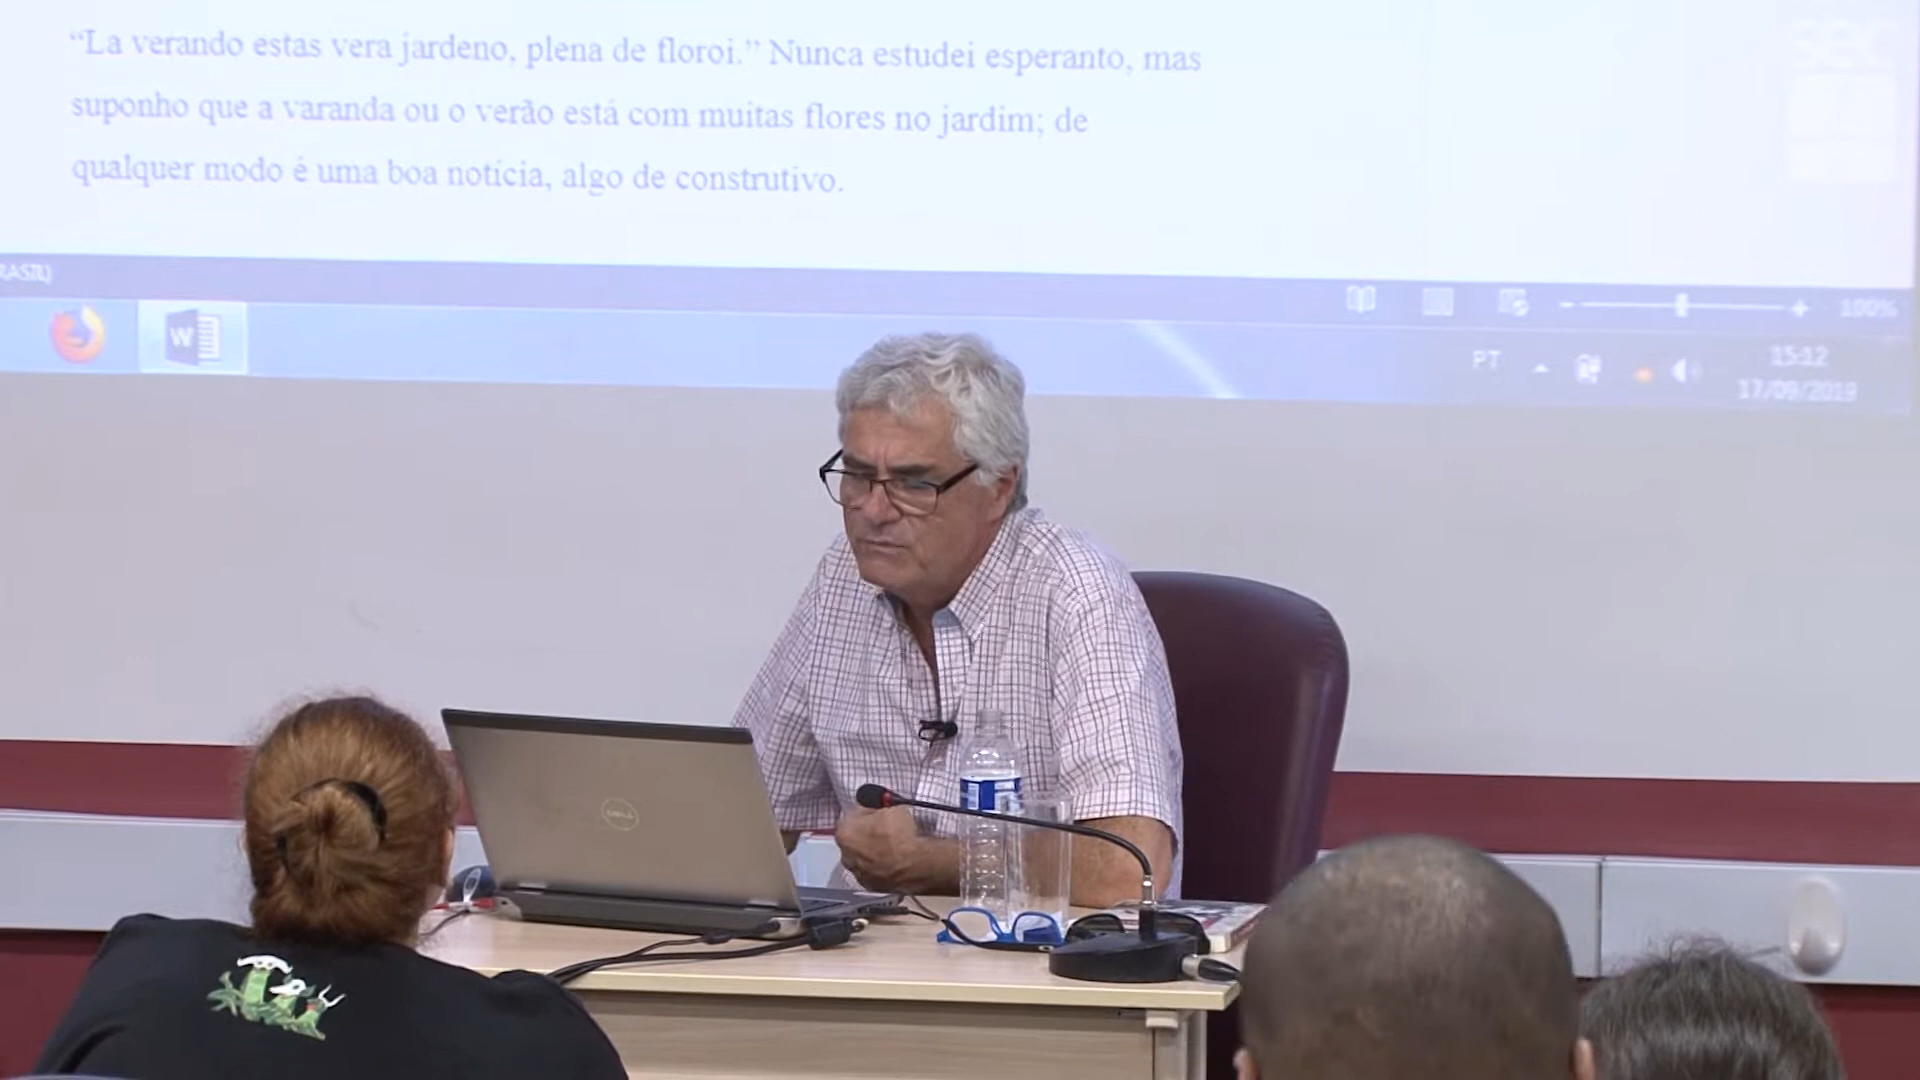 “La verando estas vera jardeno, plena de floroi.” Nunca estudei esperanto, mas
suponho que a varanda ou o verão está com muitas flores no jardim; de
qualquer modo é uma boa notícia, algo de construtivo.
RASIL)
100%
W
PT
15:12
17/09/2019
DELL